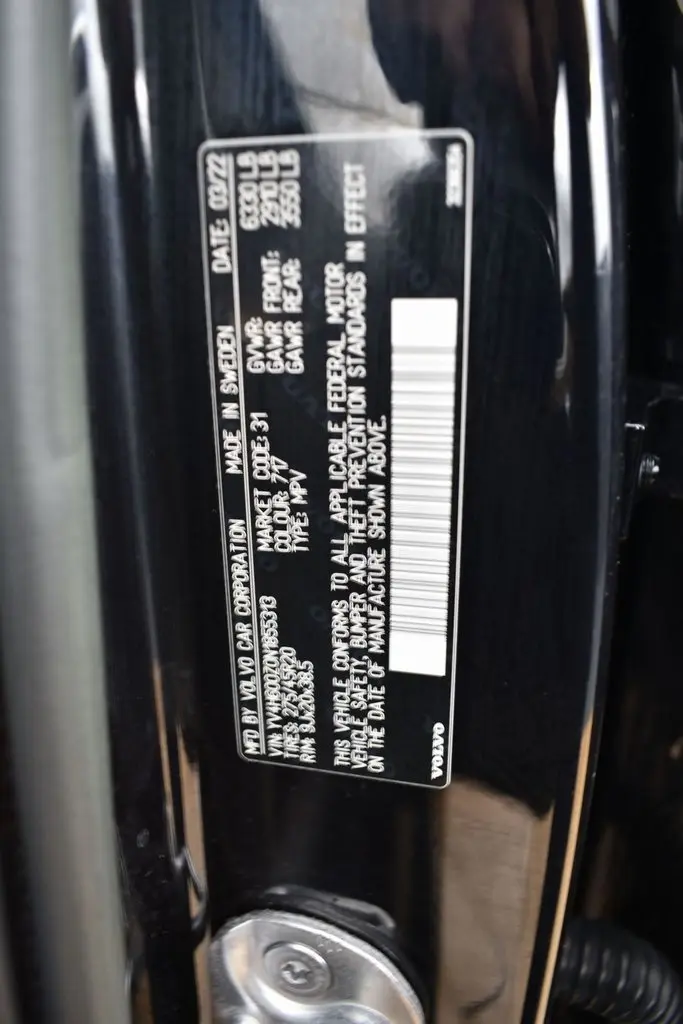 MFD BY VOLVO CAR CORPORATION MADE IN SWEDEN DATE: 03/22
VIN: YV4H600Z0N1855313 MARKET CODE: 31 GVWR: 6330 LB
TIRES: 275/45R20 COLOUR: 717 GAWR FRONT: 2910 LB
RIM: 9Jx20x38.5 TYPE: MPV GAWR REAR: 3550 LB
THIS VEHICLE CONFORMS TO ALL APPLICABLE FEDERAL MOTOR
VEHICLE SAFETY, BUMPER AND THEFT PREVENTION STANDARDS IN EFFECT
ON THE DATE OF MANUFACTURE SHOWN ABOVE.
VOLVO